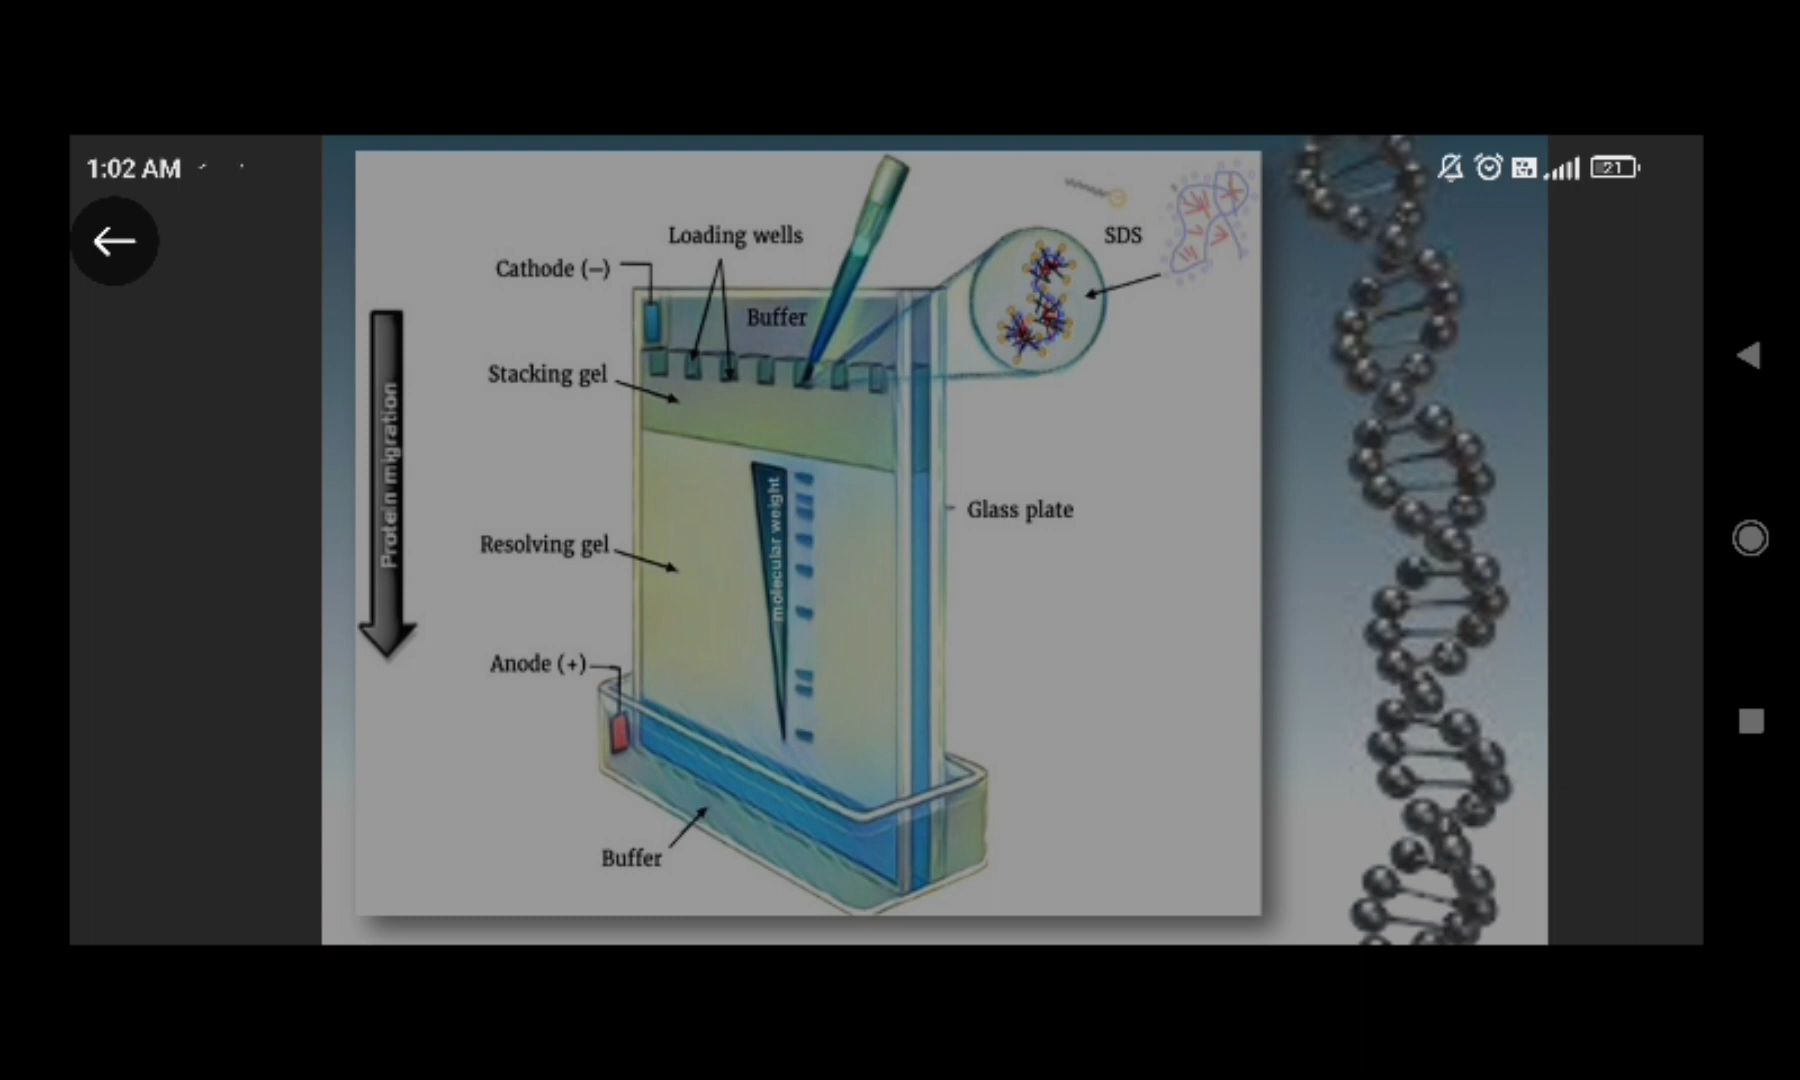 1:02 AM
21
Loading wells
SDS
Cathode (−)
Buffer
Stacking gel
Protein migration
molecular weight
Glass plate
Resolving gel
Anode (+)
Buffer